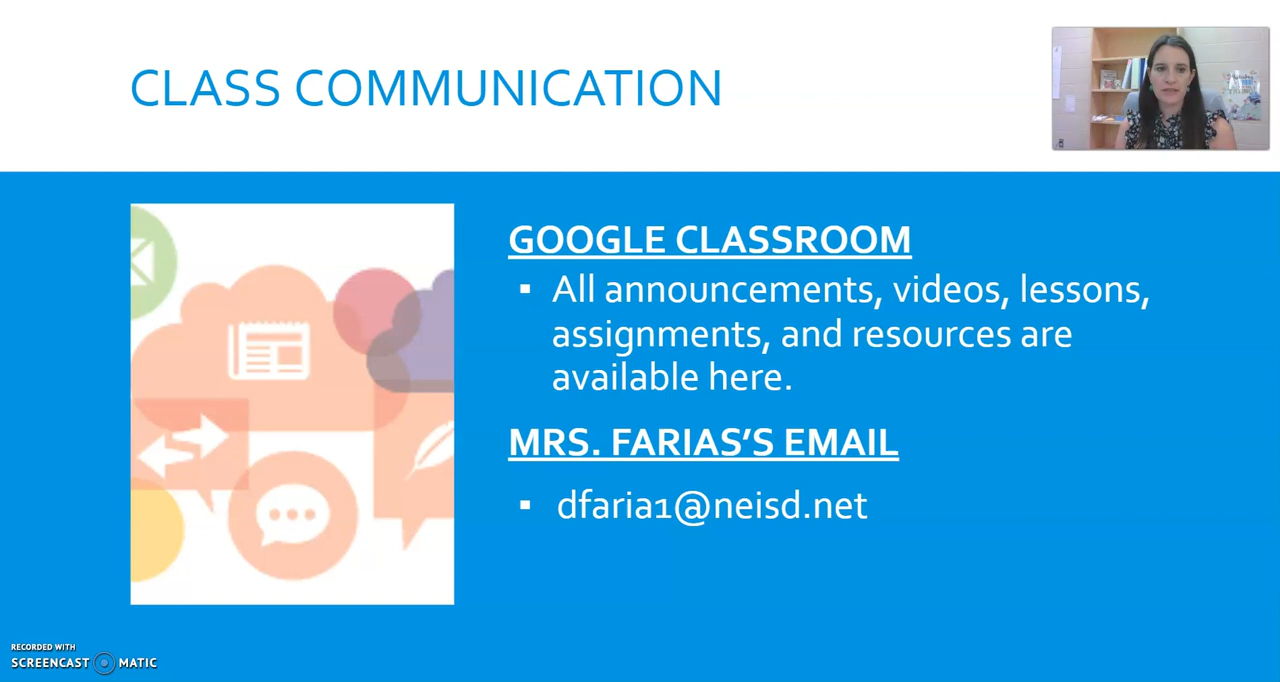 CLASS COMMUNICATION
GOOGLE CLASSROOM
▪ All announcements, videos, lessons,
assignments, and resources are
available here.
MRS. FARIAS’S EMAIL
▪ dfaria1@neisd.net
RECORDED WITH
SCREENCAST MATIC